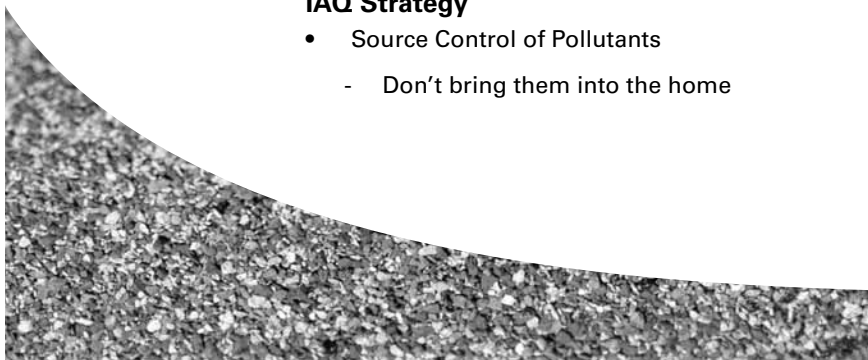 IAQ Strategy
• Source Control of Pollutants
- Don’t bring them into the home